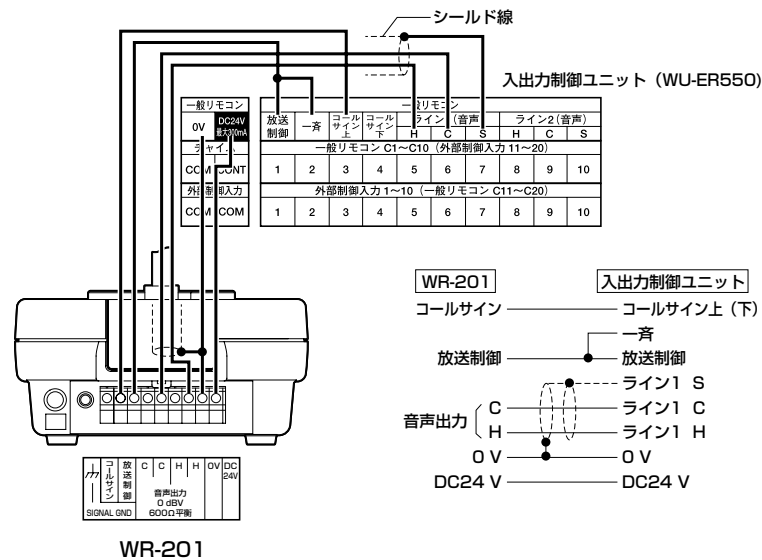 シールド線
入出力制御ユニット（WU-ER550）
一般リモコン
0V
DC24V
最大300mA
チャイム
COM CONT
外部制御入力
COM COM
一般リモコン
放送制御 一斉 コールサイン上 コールサイン下 ライン1（音声） ライン2（音声）
H C S H C S
一般リモコン C1～C10（外部制御入力 11～20）
1 2 3 4 5 6 7 8 9 10
外部制御入力 1～10（一般リモコン C11～C20）
1 2 3 4 5 6 7 8 9 10
WR-201 入出力制御ユニット
コールサイン コールサイン上（下）
一斉
放送制御 放送制御
ライン1 S
音声出力
C ライン1 C
H ライン1 H
0 V 0 V
DC24 V DC24 V
コールサイン 放送制御 C C H H 0V DC24V
音声出力
0 dBV
SIGNAL GND 600Ω平衡
WR-201